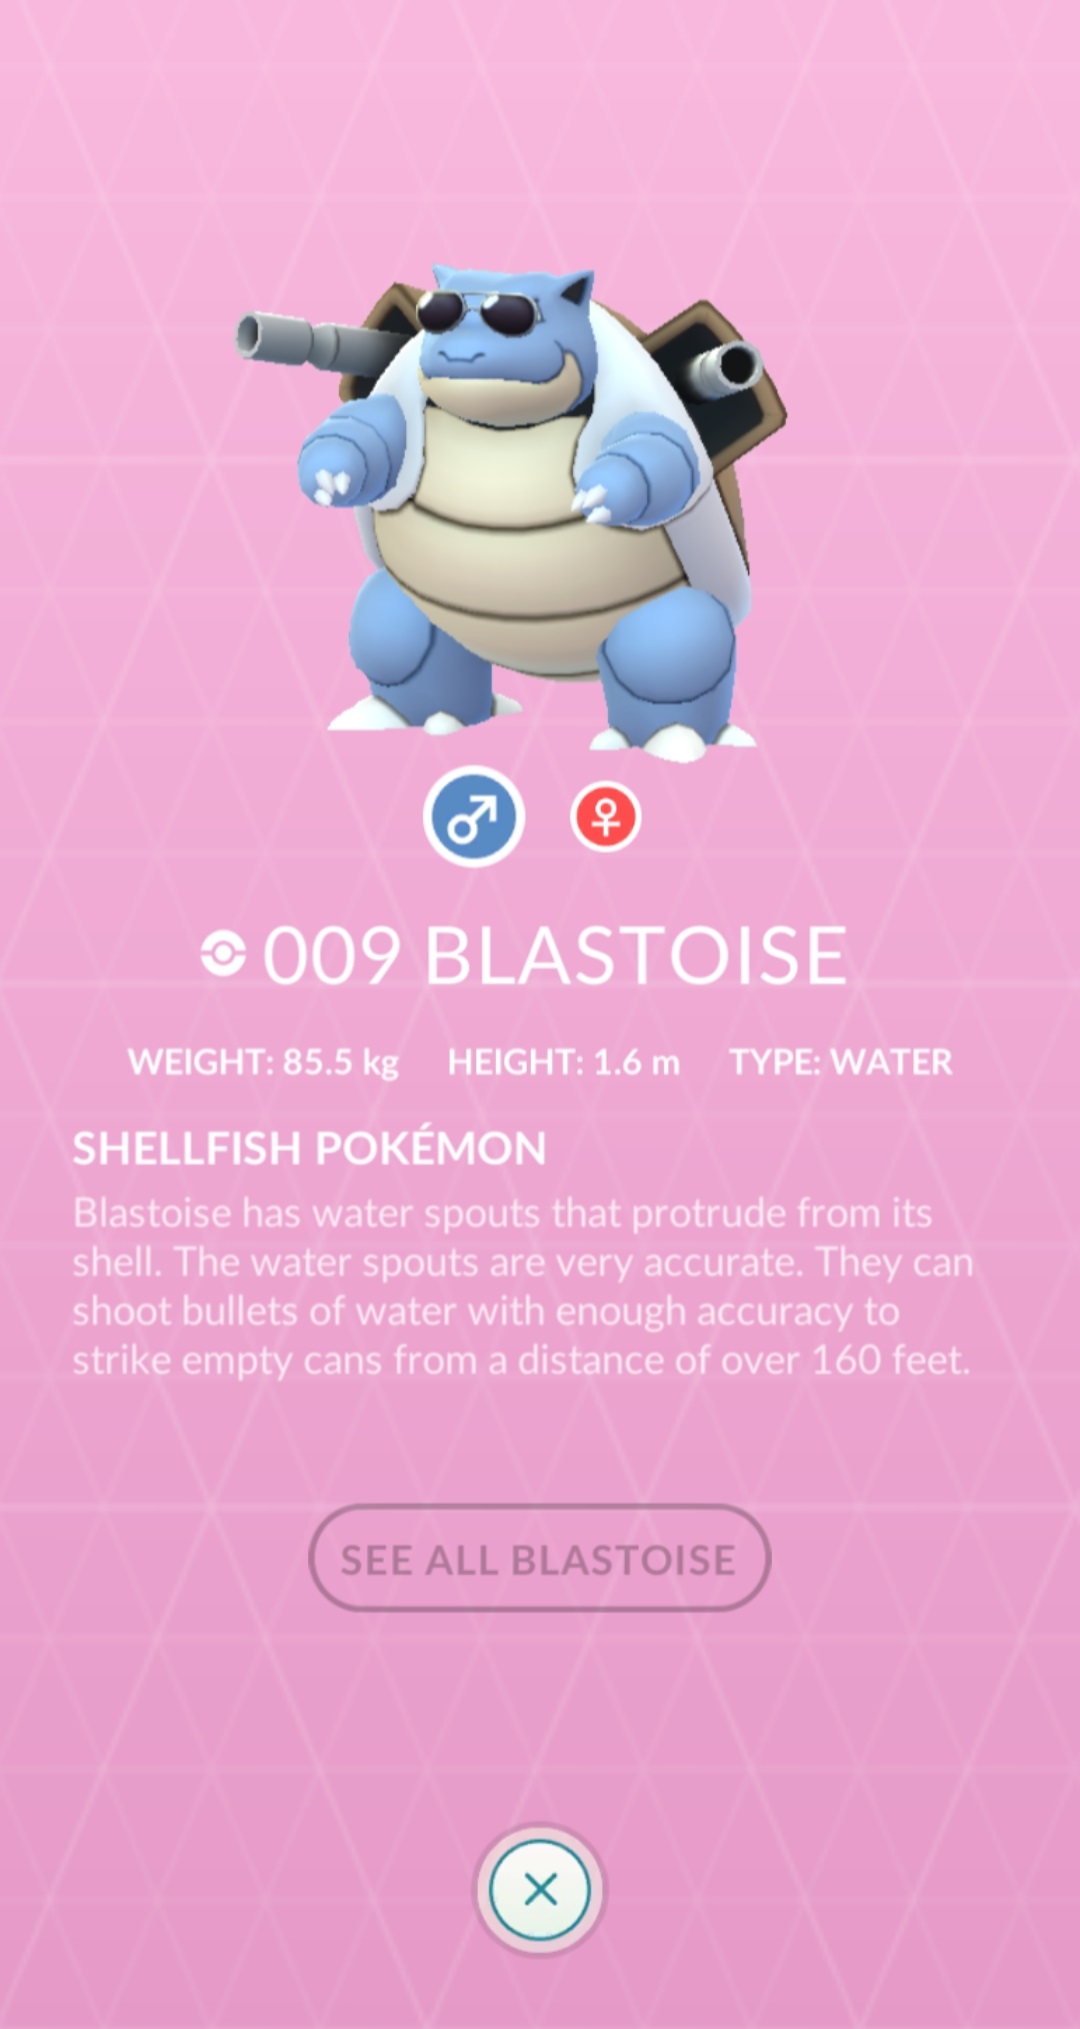 009 BLASTOISE
WEIGHT: 85.5 kg HEIGHT: 1.6 m TYPE: WATER
SHELLFISH POKÉMON
Blastoise has water spouts that protrude from its
shell. The water spouts are very accurate. They can
shoot bullets of water with enough accuracy to
strike empty cans from a distance of over 160 feet.
SEE ALL BLASTOISE